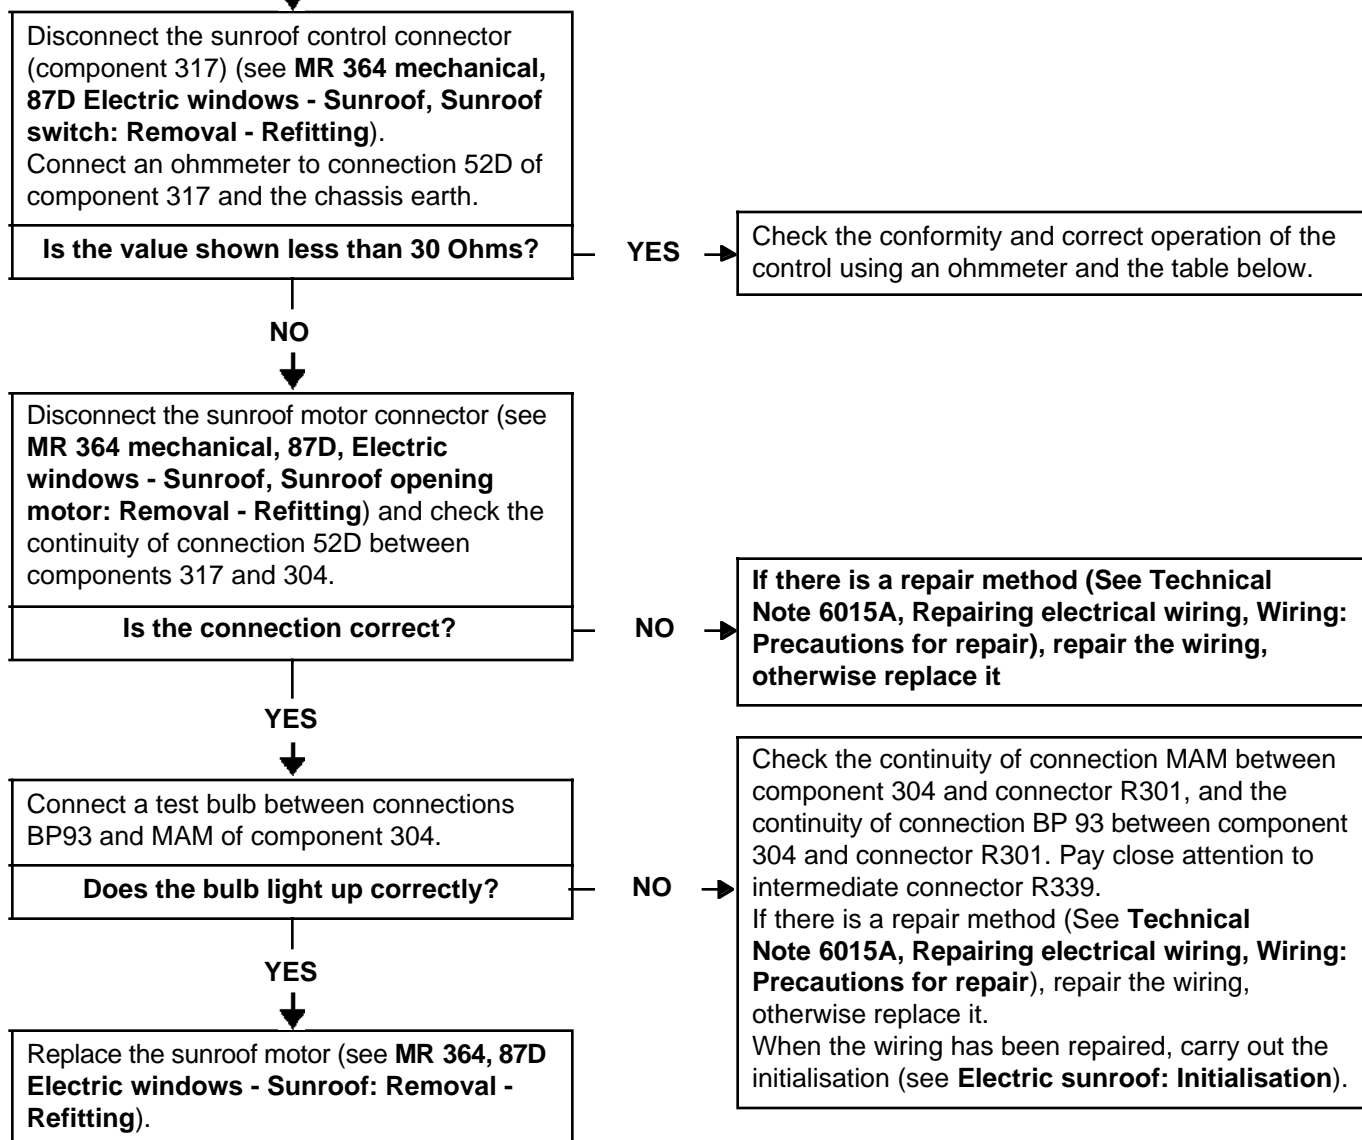 Disconnect the sunroof control connector
(component 317) (see MR 364 mechanical,
87D Electric windows - Sunroof, Sunroof
switch: Removal - Refitting).
Connect an ohmmeter to connection 52D of
component 317 and the chassis earth.
Is the value shown less than 30 Ohms?
YES
Check the conformity and correct operation of the
control using an ohmmeter and the table below.
NO
Disconnect the sunroof motor connector (see
MR 364 mechanical, 87D, Electric
windows - Sunroof, Sunroof opening
motor: Removal - Refitting) and check the
continuity of connection 52D between
components 317 and 304.
Is the connection correct?
NO
If there is a repair method (See Technical
Note 6015A, Repairing electrical wiring, Wiring:
Precautions for repair), repair the wiring,
otherwise replace it
YES
Connect a test bulb between connections
BP93 and MAM of component 304.
Does the bulb light up correctly?
NO
Check the continuity of connection MAM between
component 304 and connector R301, and the
continuity of connection BP 93 between component
304 and connector R301. Pay close attention to
intermediate connector R339.
If there is a repair method (See Technical
Note 6015A, Repairing electrical wiring, Wiring:
Precautions for repair), repair the wiring,
otherwise replace it.
When the wiring has been repaired, carry out the
initialisation (see Electric sunroof: Initialisation).
YES
Replace the sunroof motor (see MR 364, 87D
Electric windows - Sunroof: Removal -
Refitting).